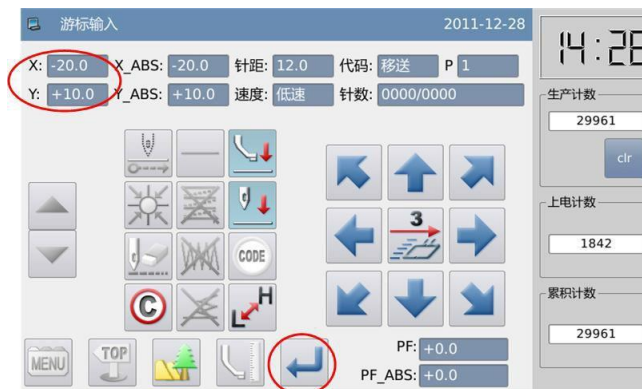 游标输入 2011-12-28
X: -20.0 X_ABS: -20.0 针距: 12.0 代码: 移送 P 1
Y: +10.0 Y_ABS: +10.0 速度: 低速 针数: 0000/0000
14:28
生产计数
29961
clr
上电计数
1842
累积计数
29961
3
CODE
C
H
L
MENU
TOP
PF: +0.0
PF_ABS: +0.0